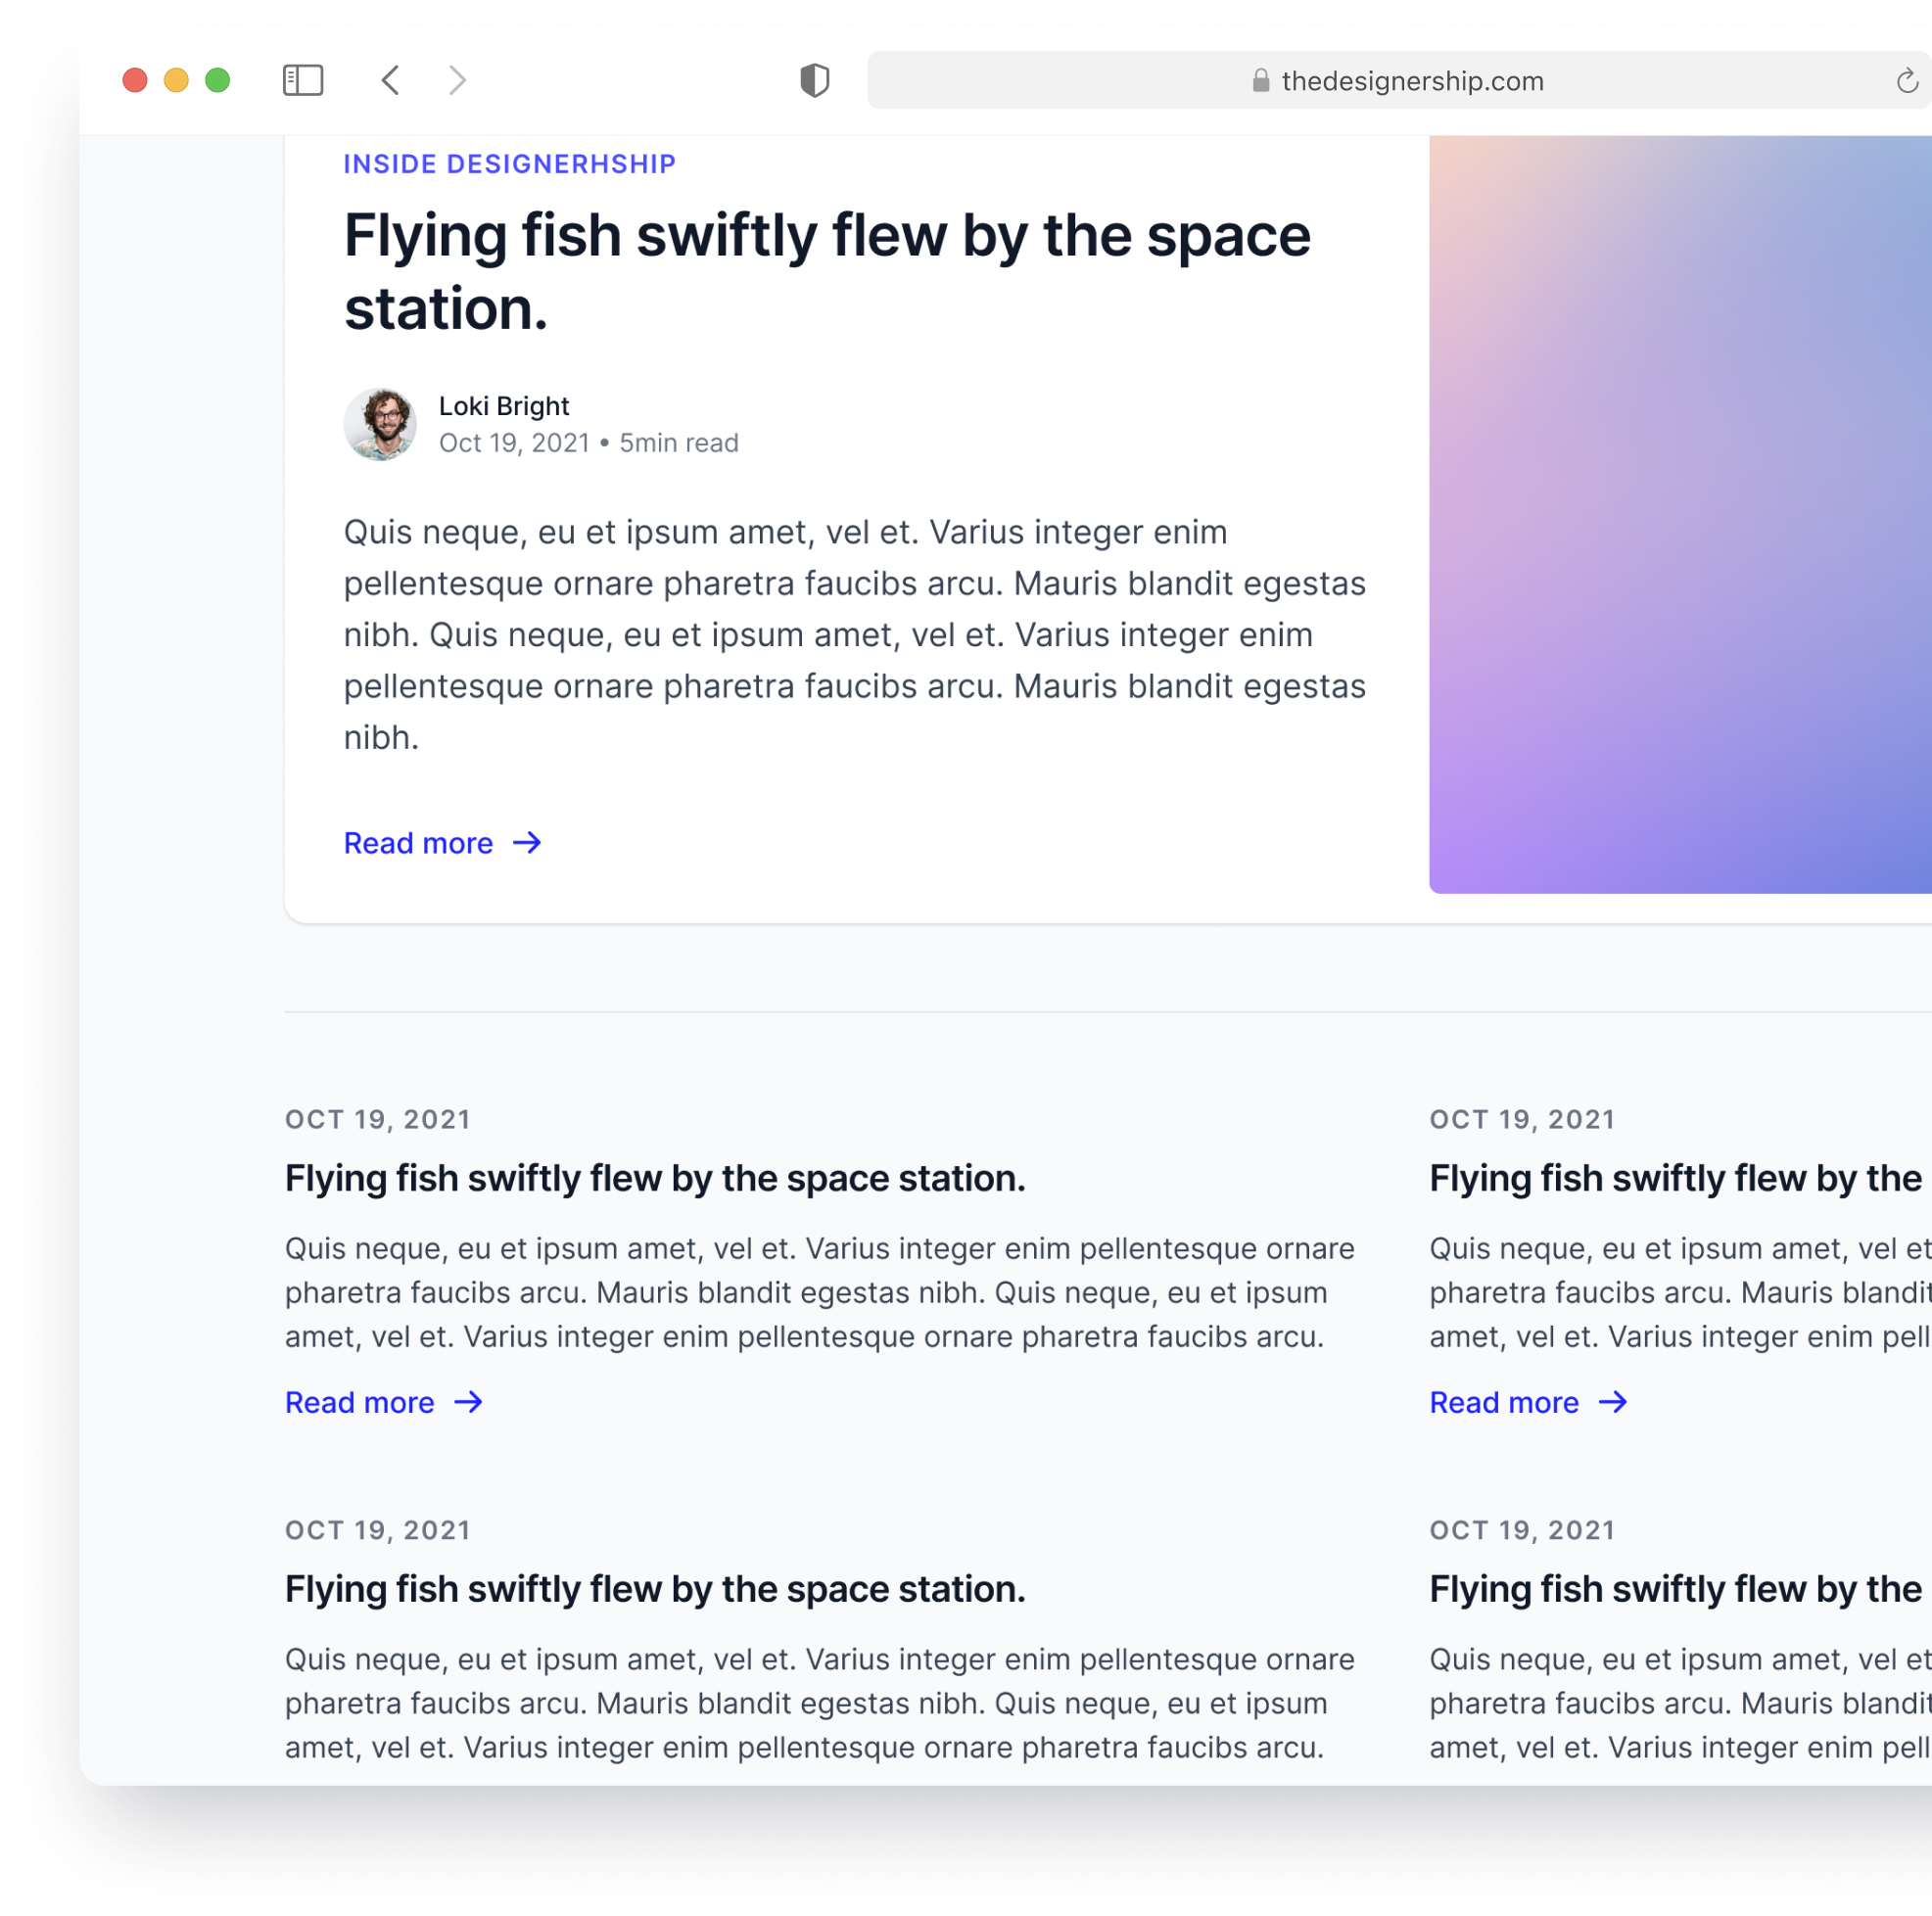 thedesignership.com
INSIDE DESIGNERHSHIP
Flying fish swiftly flew by the space
station.
Loki Bright
Oct 19, 2021 • 5min read
Quis neque, eu et ipsum amet, vel et. Varius integer enim
pellentesque ornare pharetra faucibs arcu. Mauris blandit egestas
nibh. Quis neque, eu et ipsum amet, vel et. Varius integer enim
pellentesque ornare pharetra faucibs arcu. Mauris blandit egestas
nibh.
Read more →
OCT 19, 2021
Flying fish swiftly flew by the space station.
Quis neque, eu et ipsum amet, vel et. Varius integer enim pellentesque ornare
pharetra faucibs arcu. Mauris blandit egestas nibh. Quis neque, eu et ipsum
amet, vel et. Varius integer enim pellentesque ornare pharetra faucibs arcu.
Read more →
OCT 19, 2021
Flying fish swiftly flew by the
Quis neque, eu et ipsum amet, vel et
pharetra faucibs arcu. Mauris blandit
amet, vel et. Varius integer enim pell
Read more →
OCT 19, 2021
Flying fish swiftly flew by the space station.
Quis neque, eu et ipsum amet, vel et. Varius integer enim pellentesque ornare
pharetra faucibs arcu. Mauris blandit egestas nibh. Quis neque, eu et ipsum
amet, vel et. Varius integer enim pellentesque ornare pharetra faucibs arcu.
OCT 19, 2021
Flying fish swiftly flew by the
Quis neque, eu et ipsum amet, vel et
pharetra faucibs arcu. Mauris blandit
amet, vel et. Varius integer enim pell